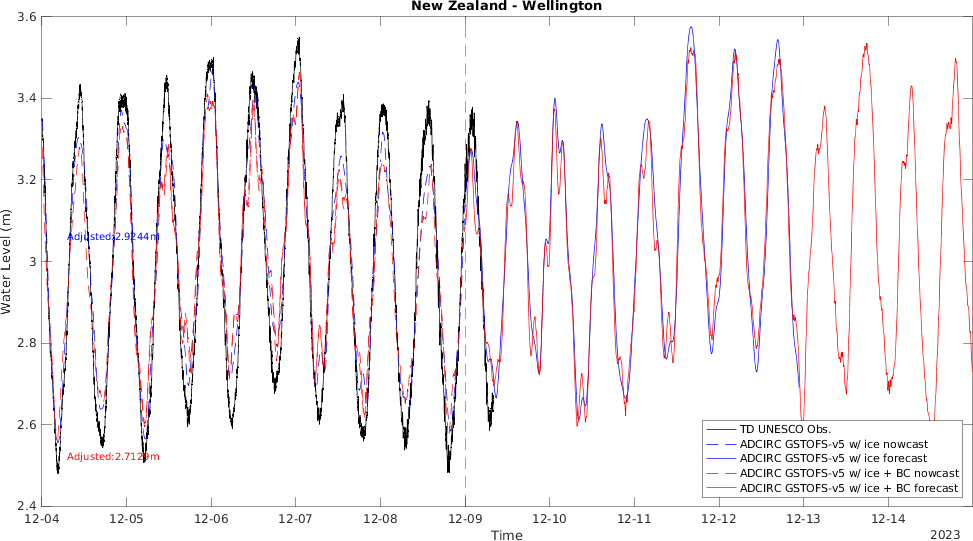 New Zealand - Wellington
Water Level (m)
3.6
3.4
3.2
3
2.8
2.6
2.4
Adjusted:2.9244m
Adjusted:2.7129m
TD UNESCO Obs.
ADCIRC GSTOFS-v5 w/ ice nowcast
ADCIRC GSTOFS-v5 w/ ice forecast
ADCIRC GSTOFS-v5 w/ ice + BC nowcast
ADCIRC GSTOFS-v5 w/ ice + BC forecast
12-04 12-05 12-06 12-07 12-08 12-09 12-10 12-11 12-12 12-13 12-14
Time
2023